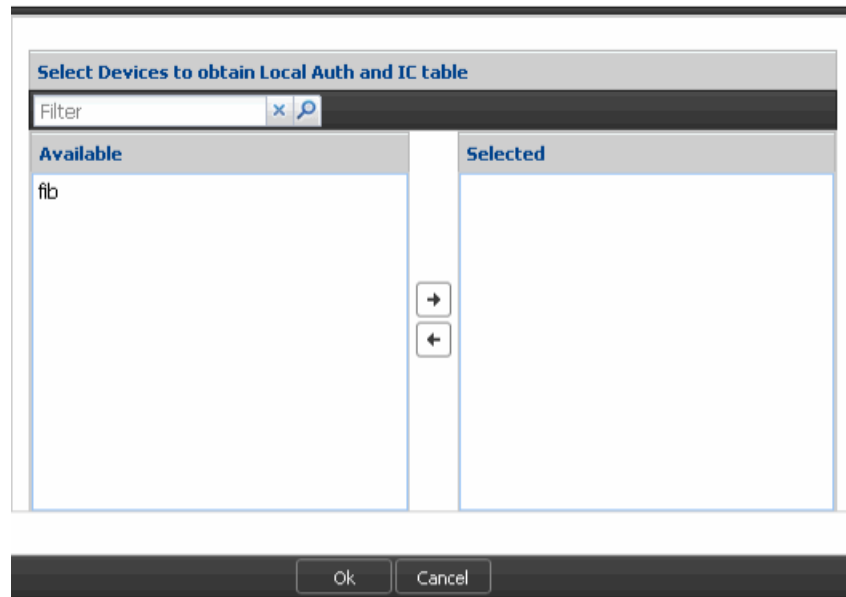 Select Devices to obtain Local Auth and IC table
Filter
Available
Selected
fib
Ok
Cancel